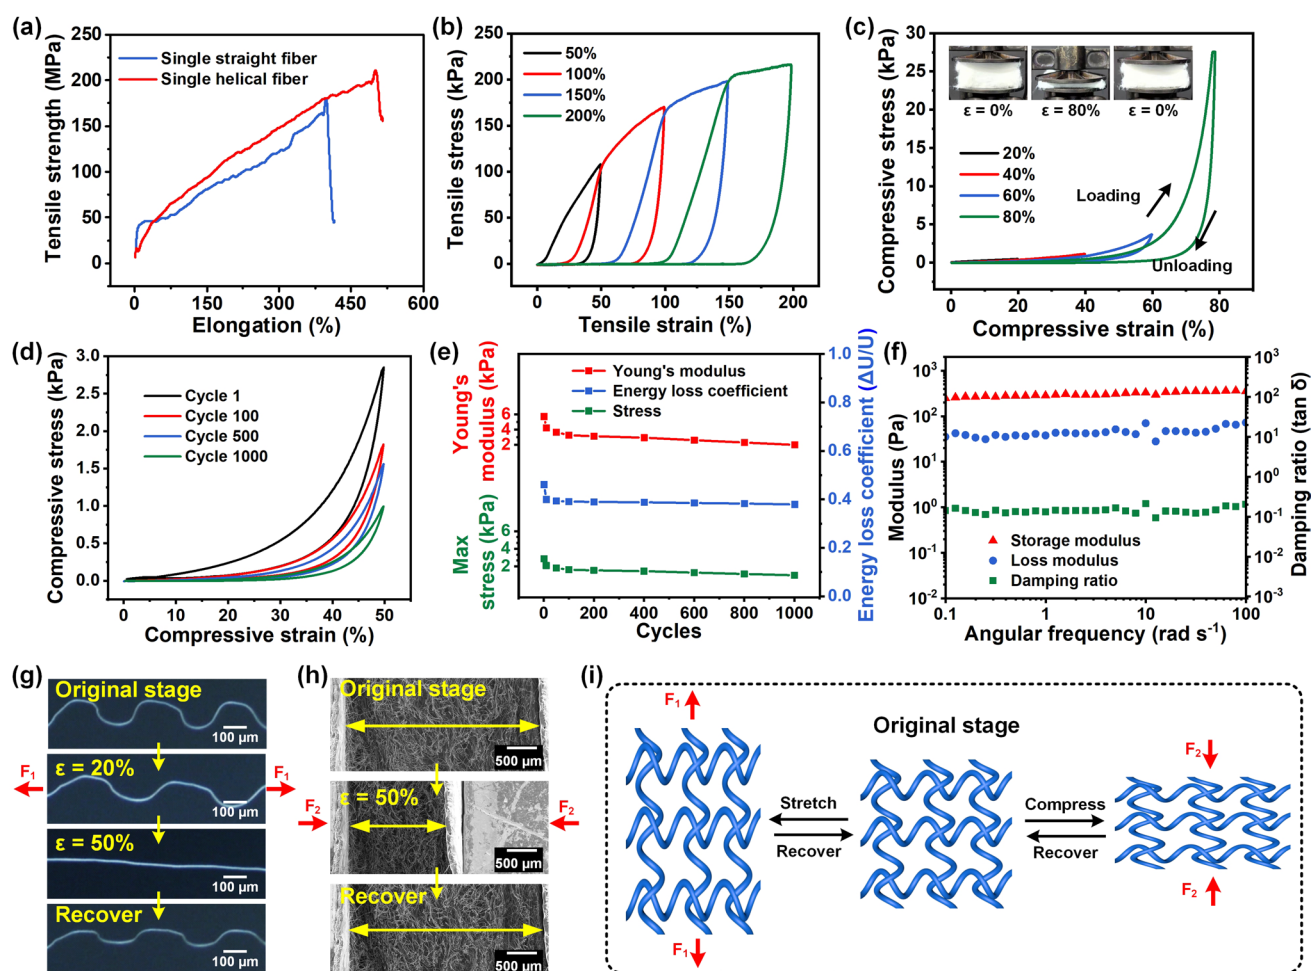 (a)
Tensile strength (MPa)
250
200
150
100
50
0
Single straight fiber
Single helical fiber
0 150 300 450 600
Elongation (%)
(b)
Tensile stress (kPa)
250
200
150
100
50
0
50%
100%
150%
200%
0 50 100 150 200
Tensile strain (%)
(c)
Compressive stress (kPa)
30
25
20
15
10
5
0
ε = 0% ε = 80% ε = 0%
20%
40%
60%
80%
Loading
Unloading
0 20 40 60 80
Compressive strain (%)
(d)
Compressive stress (kPa)
3.0
2.5
2.0
1.5
1.0
0.5
0.0
Cycle 1
Cycle 100
Cycle 500
Cycle 1000
0 10 20 30 40 50
Compressive strain (%)
(e)
Young's
modulus (kPa)
6
4
2
Max
stress (kPa)
6
4
2
Young's modulus
Energy loss coefficient
Stress
0 200 400 600 800 1000
Cycles
1.0
0.8
0.6
0.4
0.2
0.0
Energy loss coefficient (ΔU/U)
(f)
Modulus (Pa)
10³
10²
10¹
10⁰
10⁻¹
10⁻²
Storage modulus
Loss modulus
Damping ratio
0.1 1 10 100
Angular frequency (rad s⁻¹)
10³
10²
10¹
10⁰
10⁻¹
10⁻²
10⁻³
Damping ratio (tan δ)
(g)
Original stage
100 µm
ε = 20%
F₁ F₁
100 µm
ε = 50%
100 µm
Recover
100 µm
(h)
Original stage
500 µm
ε = 50%
F₂ F₂
500 µm
Recover
500 µm
(i)
F₁
F₁
Stretch
Recover
Original stage
Compress
Recover
F₂
F₂